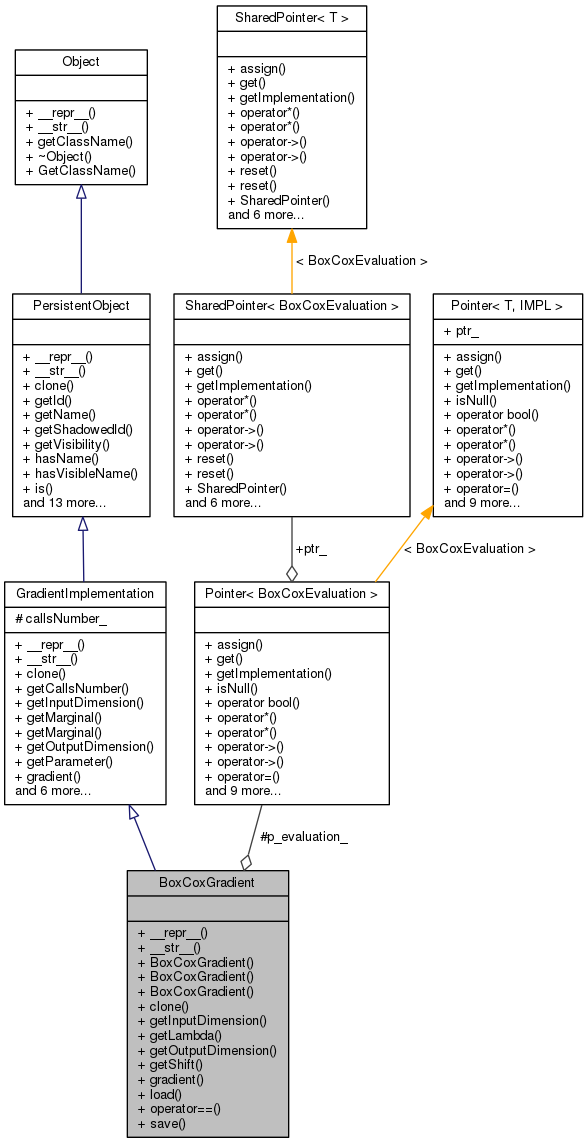 SharedPointer< T >
+ assign()
+ get()
+ getImplementation()
+ operator*()
+ operator*()
+ operator->()
+ operator->()
+ reset()
+ reset()
+ SharedPointer()
and 6 more...
Object
+ __repr__()
+ __str__()
+ getClassName()
+ ~Object()
+ GetClassName()
< BoxCoxEvaluation >
PersistentObject
+ __repr__()
+ __str__()
+ clone()
+ getId()
+ getName()
+ getShadowedId()
+ getVisibility()
+ hasName()
+ hasVisibleName()
+ is()
and 13 more...
SharedPointer< BoxCoxEvaluation >
+ assign()
+ get()
+ getImplementation()
+ operator*()
+ operator*()
+ operator->()
+ operator->()
+ reset()
+ reset()
+ SharedPointer()
and 6 more...
Pointer< T, IMPL >
+ ptr_
+ assign()
+ get()
+ getImplementation()
+ isNull()
+ operator bool()
+ operator*()
+ operator*()
+ operator->()
+ operator->()
+ operator=()
and 9 more...
+ptr_
< BoxCoxEvaluation >
GradientImplementation
# callsNumber_
+ __repr__()
+ __str__()
+ clone()
+ getCallsNumber()
+ getInputDimension()
+ getMarginal()
+ getMarginal()
+ getOutputDimension()
+ getParameter()
+ gradient()
and 6 more...
Pointer< BoxCoxEvaluation >
+ assign()
+ get()
+ getImplementation()
+ isNull()
+ operator bool()
+ operator*()
+ operator*()
+ operator->()
+ operator->()
+ operator=()
and 9 more...
#p_evaluation_
BoxCoxGradient
+ __repr__()
+ __str__()
+ BoxCoxGradient()
+ BoxCoxGradient()
+ BoxCoxGradient()
+ clone()
+ getInputDimension()
+ getLambda()
+ getOutputDimension()
+ getShift()
+ gradient()
+ load()
+ operator==()
+ save()